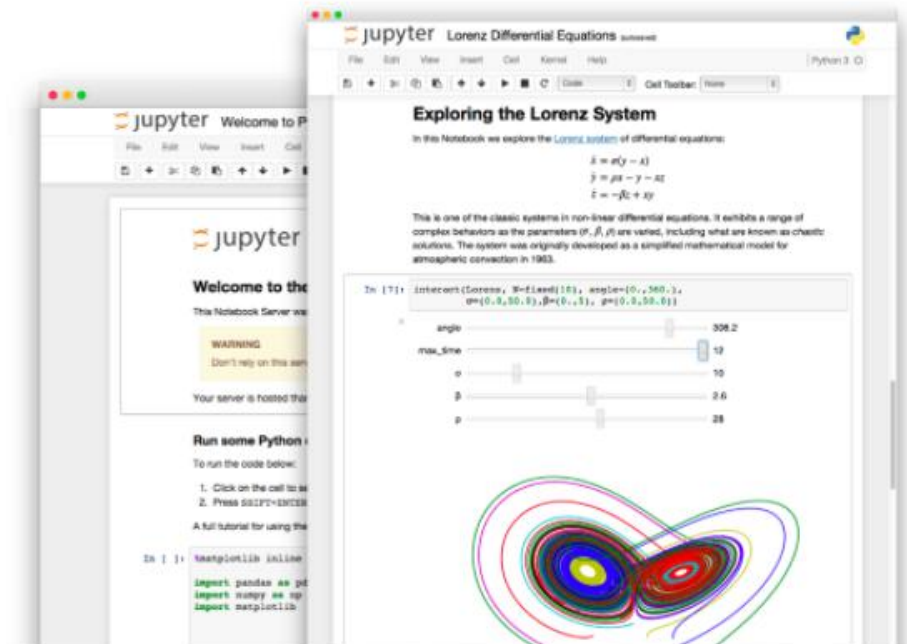 jupyter Welcome to P
File Edit View Insert Cell
jupyter
Welcome to the
This Notebook Server was
WARNING
Don't rely on this serv
Your server is hosted than
Run some Python
To run the code below:
1. Click on the cell to se
2. Press SHIFT+ENTER
A full tutorial for using the
In [ ]: %matplotlib inline
import pandas as pd
import numpy as np
import matplotlib
jupyter Lorenz Differential Equations
File Edit View Insert Cell Kernel Help
Python 3
Code Cell Toolbar: None
Exploring the Lorenz System
In this Notebook we explore the Lorenz system of differential equations:
ẋ = σ(y − x)
ẏ = ρx − y − xz
ż = −βz + xy
This is one of the classic systems in non-linear differential equations. It exhibits a range of
complex behaviors as the parameters (σ, β, ρ) are varied, including what are known as chaotic
solutions. The system was originally developed as a simplified mathematical model for
atmospheric convection in 1963.
In [7]: interact(Lorenz, N=fixed(10), angle=(0.,360.),
σ=(0.0,50.0),β=(0.,5), ρ=(0.0,50.0))
angle 308.2
max_time 12
σ 10
β 2.6
ρ 28